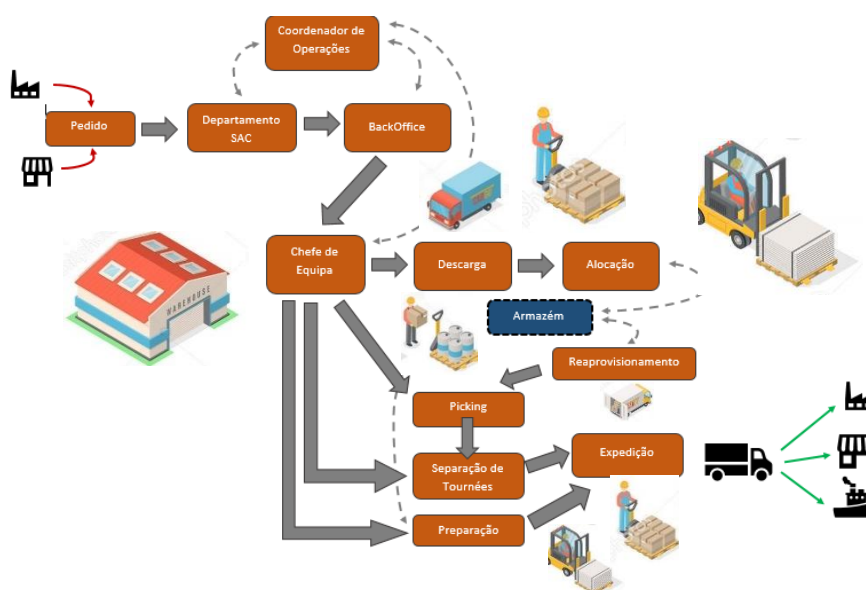 Coordenador de
Operações
Pedido
Departamento
SAC
BackOffice
Chefe de
Equipa
Descarga
Alocação
WAREHOUSE
Armazém
Reaprovisionamento
Picking
Separação de
Tournées
Expedição
Preparação